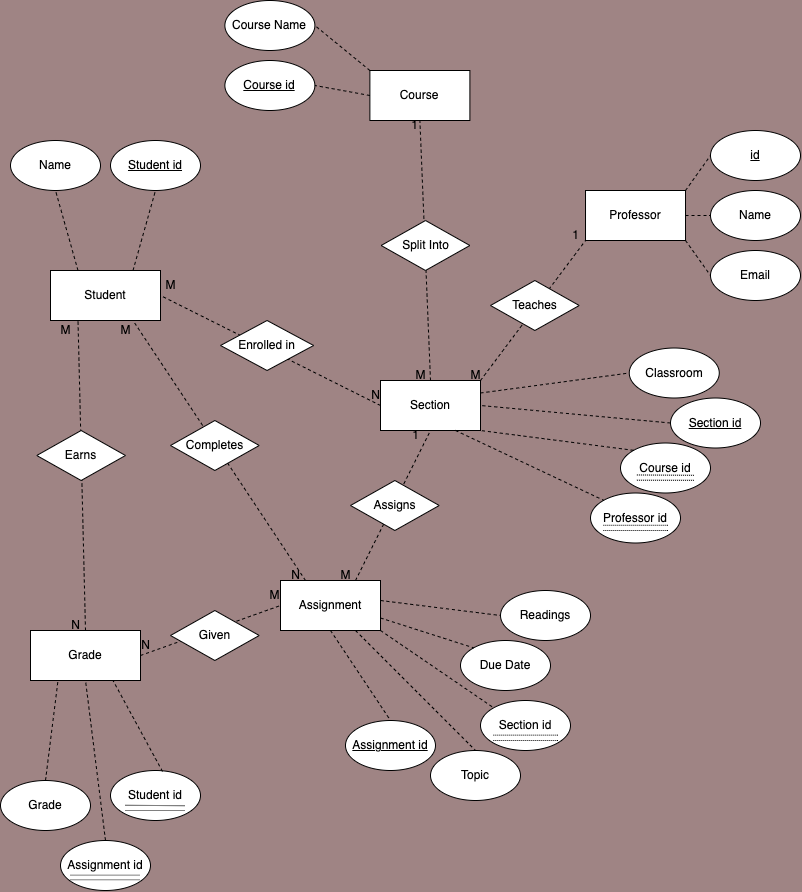 Course Name
Course id
Course
1
Name
Student id
id
Professor
Name
1
Split Into
Email
Student
M
Teaches
M
M
Enrolled in
M
M
Classroom
N
Section
Section id
1
Completes
Earns
Course id
Assigns
Professor id
N
M
M
Assignment
Readings
N
Given
N
Grade
Due Date
Section id
Assignment id
Topic
Student id
Grade
Assignment id